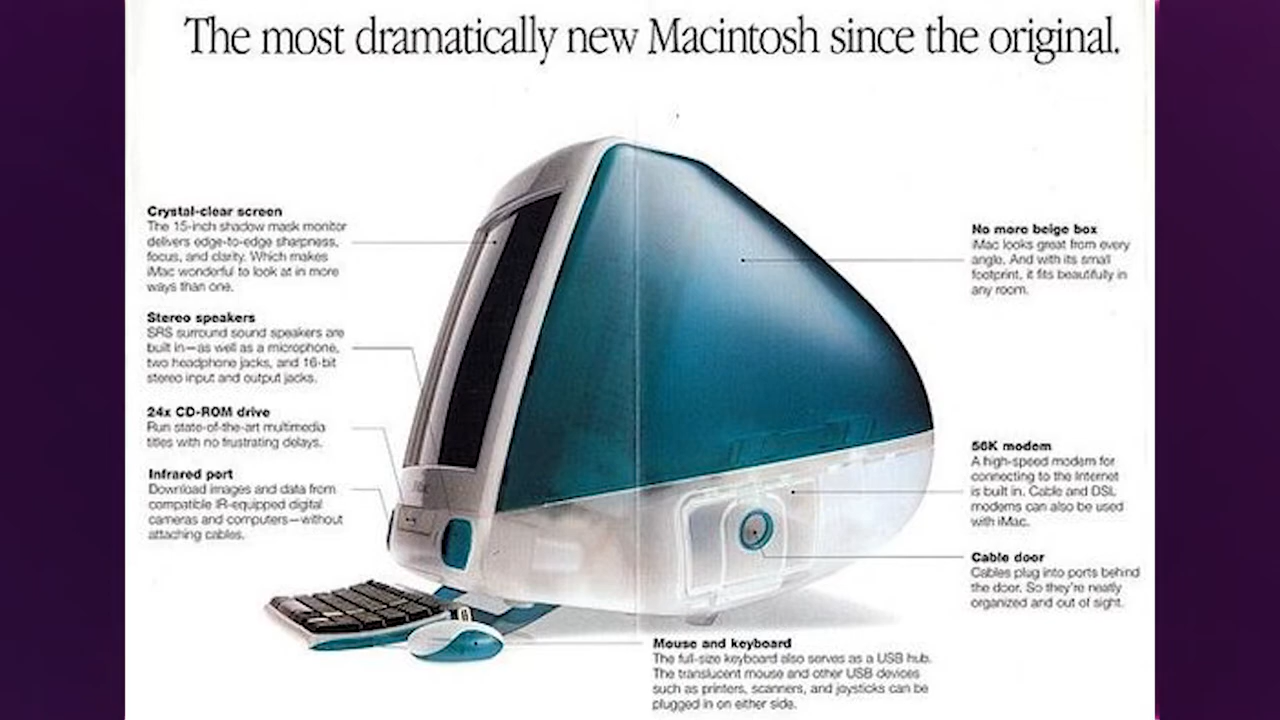 The most dramatically new Macintosh since the original.
Crystal-clear screen
The 15-inch shadow mask monitor
delivers edge-to-edge sharpness,
focus, and clarity. Which makes
iMac wonderful to look at in more
ways than one.
Stereo speakers
SRS surround sound speakers are
built in—as well as a microphone,
two headphone jacks, and 16-bit
stereo input and output jacks.
24x CD-ROM drive
Run state-of-the-art multimedia
titles with no frustrating delays.
Infrared port
Download images and data from
compatible IR-equipped digital
cameras and computers—without
attaching cables.
No more beige box
iMac looks great from every
angle. And with its small
footprint, it fits beautifully in
any room.
56K modem
A high-speed modem for
connecting to the Internet
is built in. Cable and DSL
modems can also be used
with iMac.
Cable door
Cables plug into ports behind
the door. So they're neatly
organized and out of sight.
Mouse and keyboard
The full-size keyboard also serves as a USB hub.
The translucent mouse and other USB devices
such as printers, scanners, and joysticks can be
plugged in on either side.